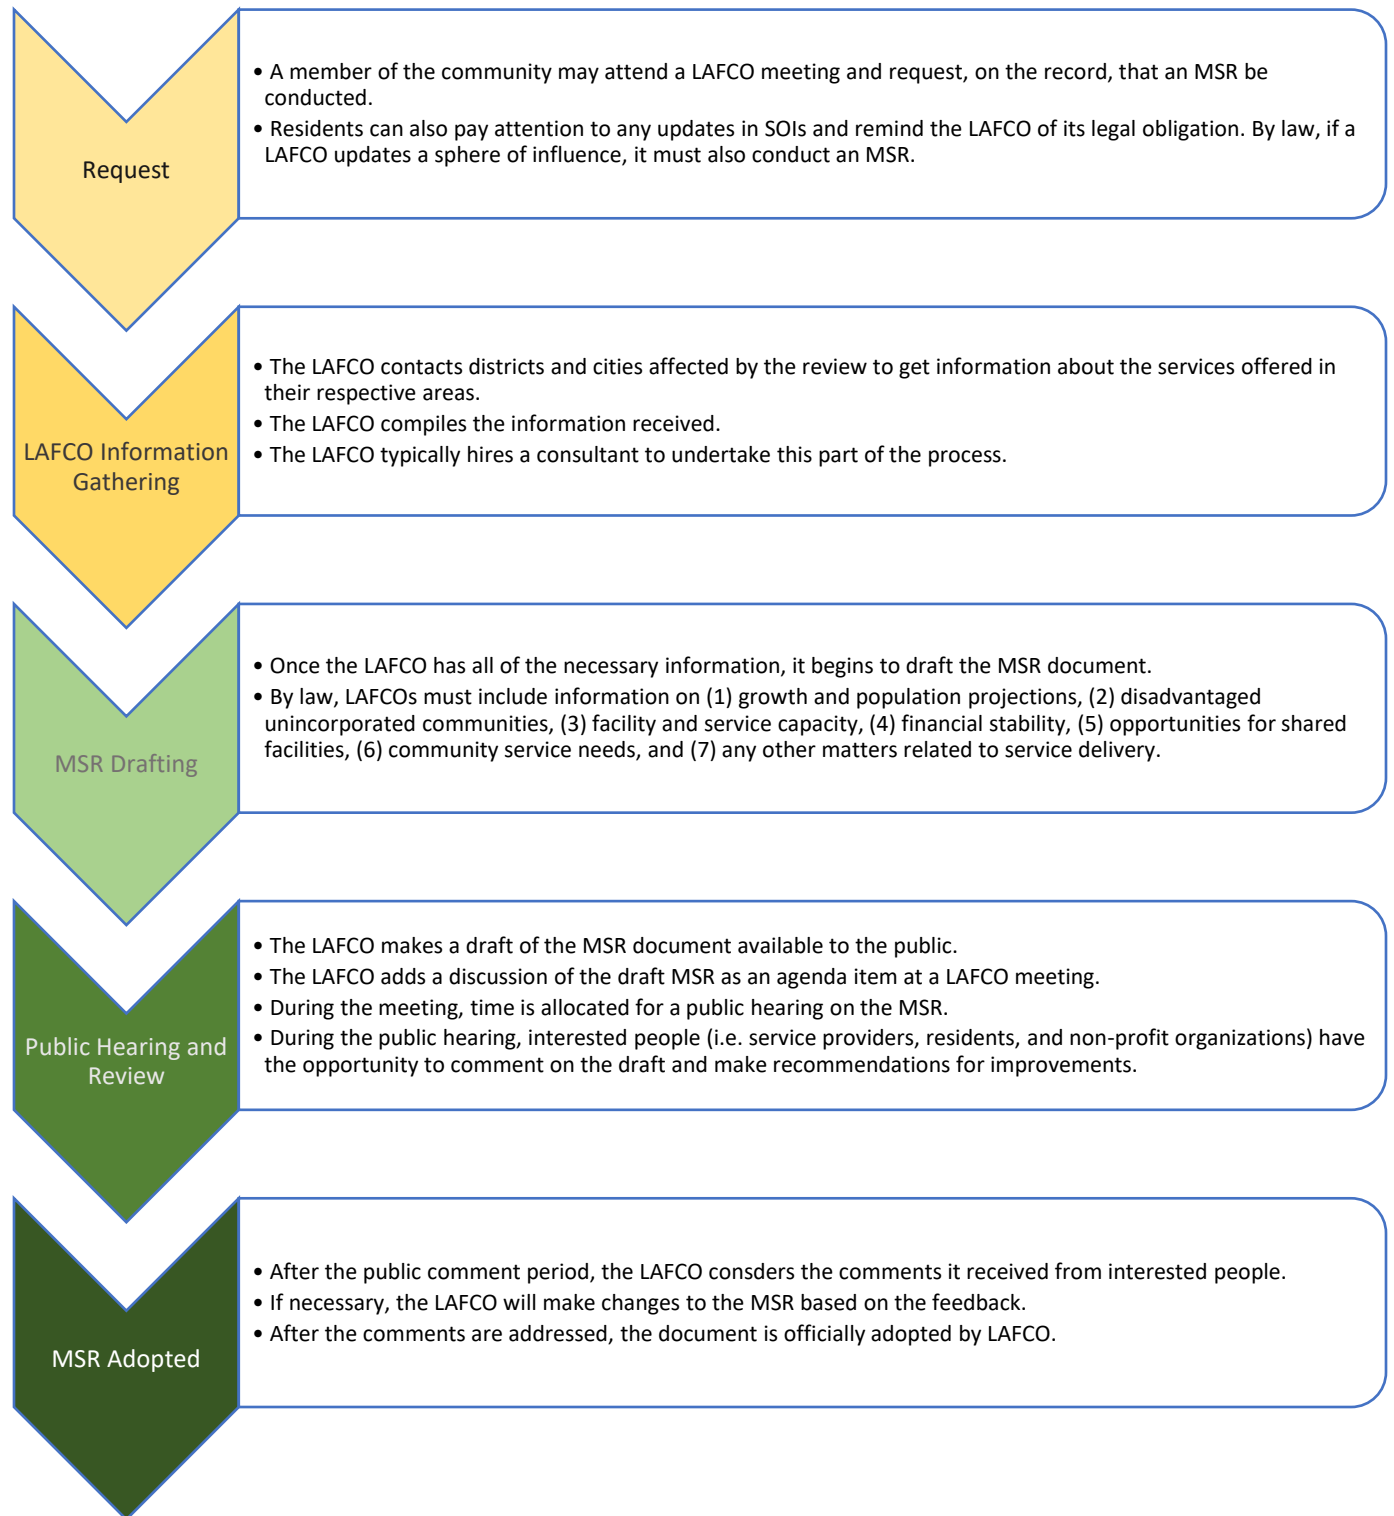 Request
• A member of the community may attend a LAFCO meeting and request, on the record, that an MSR be
conducted.
• Residents can also pay attention to any updates in SOIs and remind the LAFCO of its legal obligation. By law, if a
LAFCO updates a sphere of influence, it must also conduct an MSR.
LAFCO Information
Gathering
• The LAFCO contacts districts and cities affected by the review to get information about the services offered in
their respective areas.
• The LAFCO compiles the information received.
• The LAFCO typically hires a consultant to undertake this part of the process.
MSR Drafting
• Once the LAFCO has all of the necessary information, it begins to draft the MSR document.
• By law, LAFCOs must include information on (1) growth and population projections, (2) disadvantaged
unincorporated communities, (3) facility and service capacity, (4) financial stability, (5) opportunities for shared
facilities, (6) community service needs, and (7) any other matters related to service delivery.
Public Hearing and
Review
• The LAFCO makes a draft of the MSR document available to the public.
• The LAFCO adds a discussion of the draft MSR as an agenda item at a LAFCO meeting.
• During the meeting, time is allocated for a public hearing on the MSR.
• During the public hearing, interested people (i.e. service providers, residents, and non-profit organizations) have
the opportunity to comment on the draft and make recommendations for improvements.
MSR Adopted
• After the public comment period, the LAFCO consders the comments it received from interested people.
• If necessary, the LAFCO will make changes to the MSR based on the feedback.
• After the comments are addressed, the document is officially adopted by LAFCO.